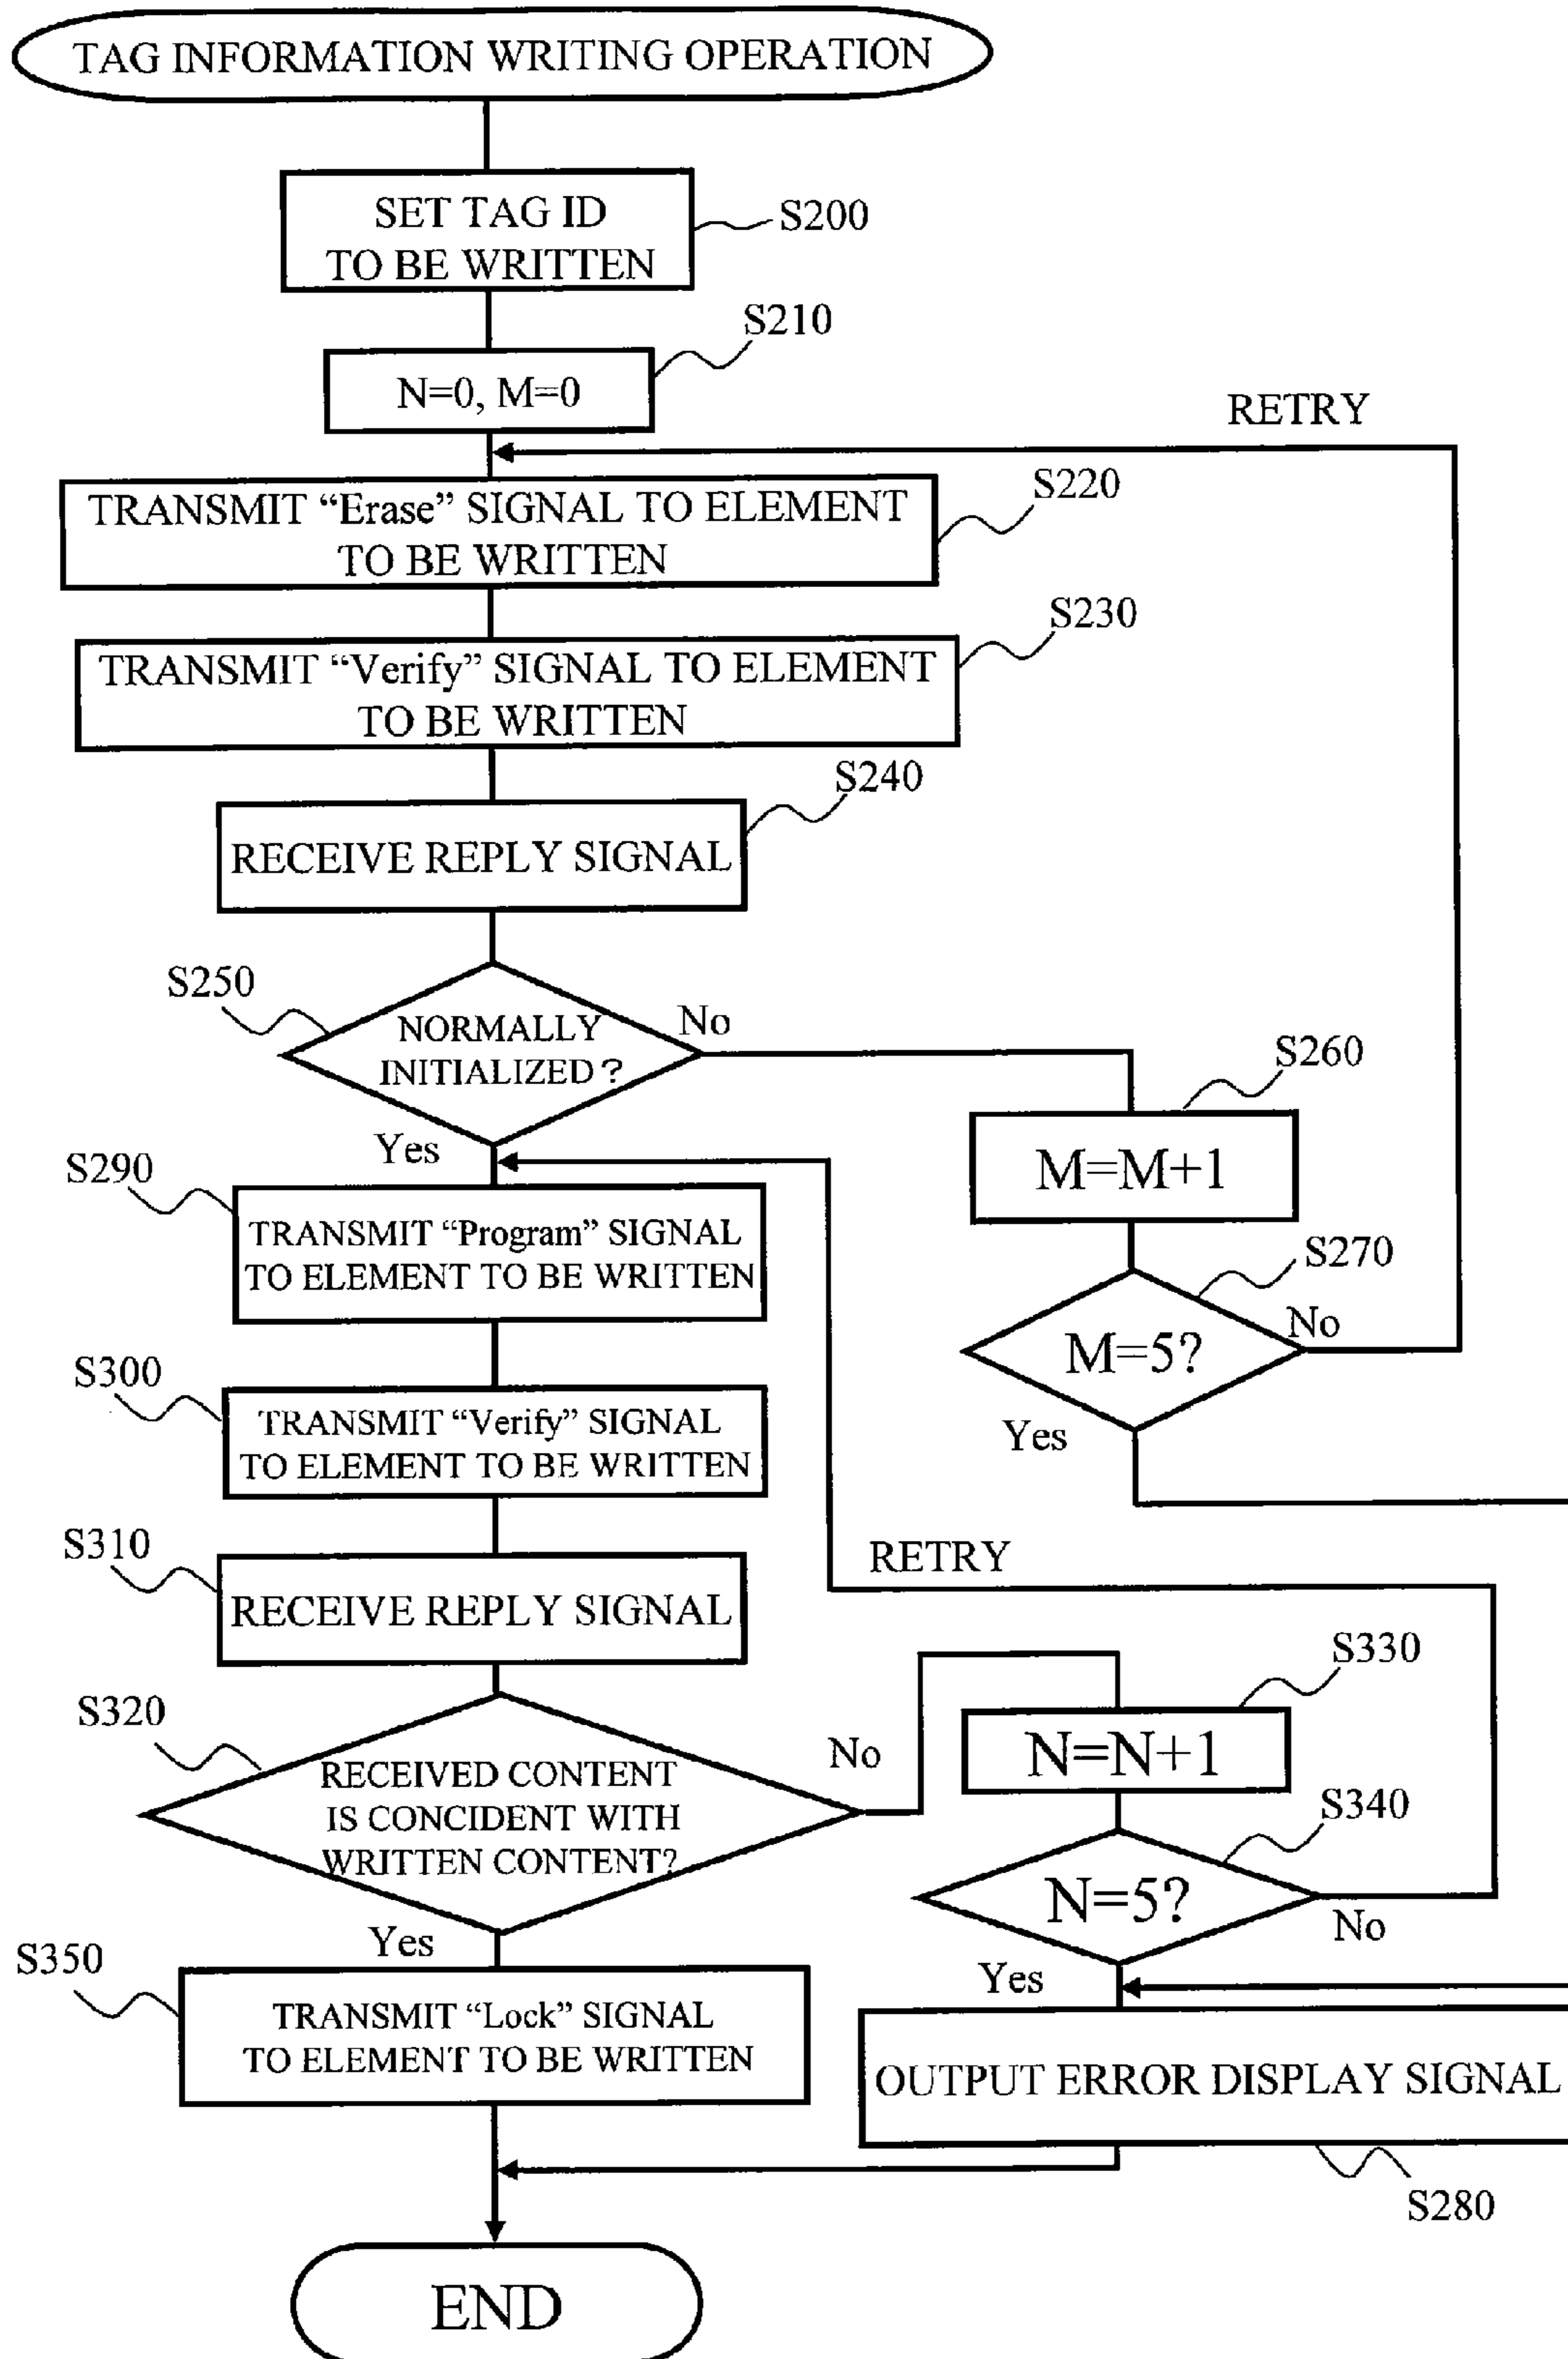 TAG INFORMATION WRITING OPERATION
SET TAG ID
TO BE WRITTEN
S200
S210
N=0, M=0
RETRY
S220
TRANSMIT “Erase” SIGNAL TO ELEMENT
TO BE WRITTEN
S230
TRANSMIT “Verify” SIGNAL TO ELEMENT
TO BE WRITTEN
S240
RECEIVE REPLY SIGNAL
S250
NORMALLY
INITIALIZED?
No
Yes
S260
M=M+1
S270
M=5?
No
Yes
S290
TRANSMIT “Program” SIGNAL
TO ELEMENT TO BE WRITTEN
S300
TRANSMIT “Verify” SIGNAL
TO ELEMENT TO BE WRITTEN
S310
RECEIVE REPLY SIGNAL
RETRY
S320
RECEIVED CONTENT
IS CONCIDENT WITH
WRITTEN CONTENT?
No
Yes
S330
N=N+1
S340
N=5?
No
Yes
S350
TRANSMIT “Lock” SIGNAL
TO ELEMENT TO BE WRITTEN
OUTPUT ERROR DISPLAY SIGNAL
S280
END